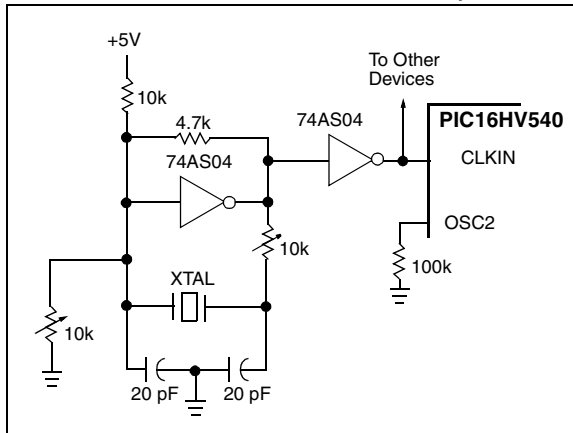 +5V
To Other
Devices
10k
4.7k
74AS04
PIC16HV540
74AS04
CLKIN
10k
OSC2
XTAL
100k
10k
20 pF
20 pF